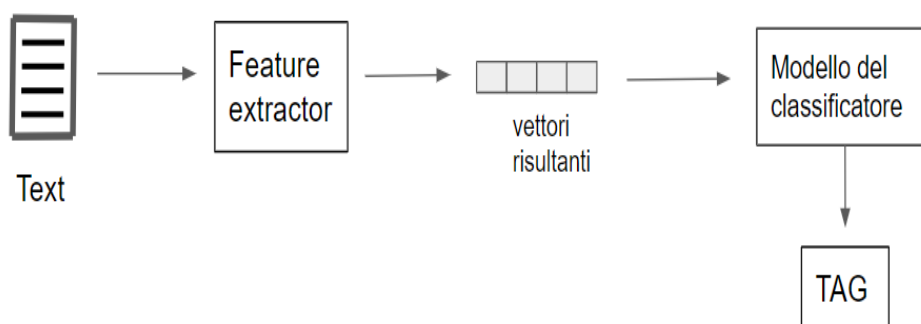 Text
Feature
extractor
vettori
risultanti
Modello del
classificatore
TAG